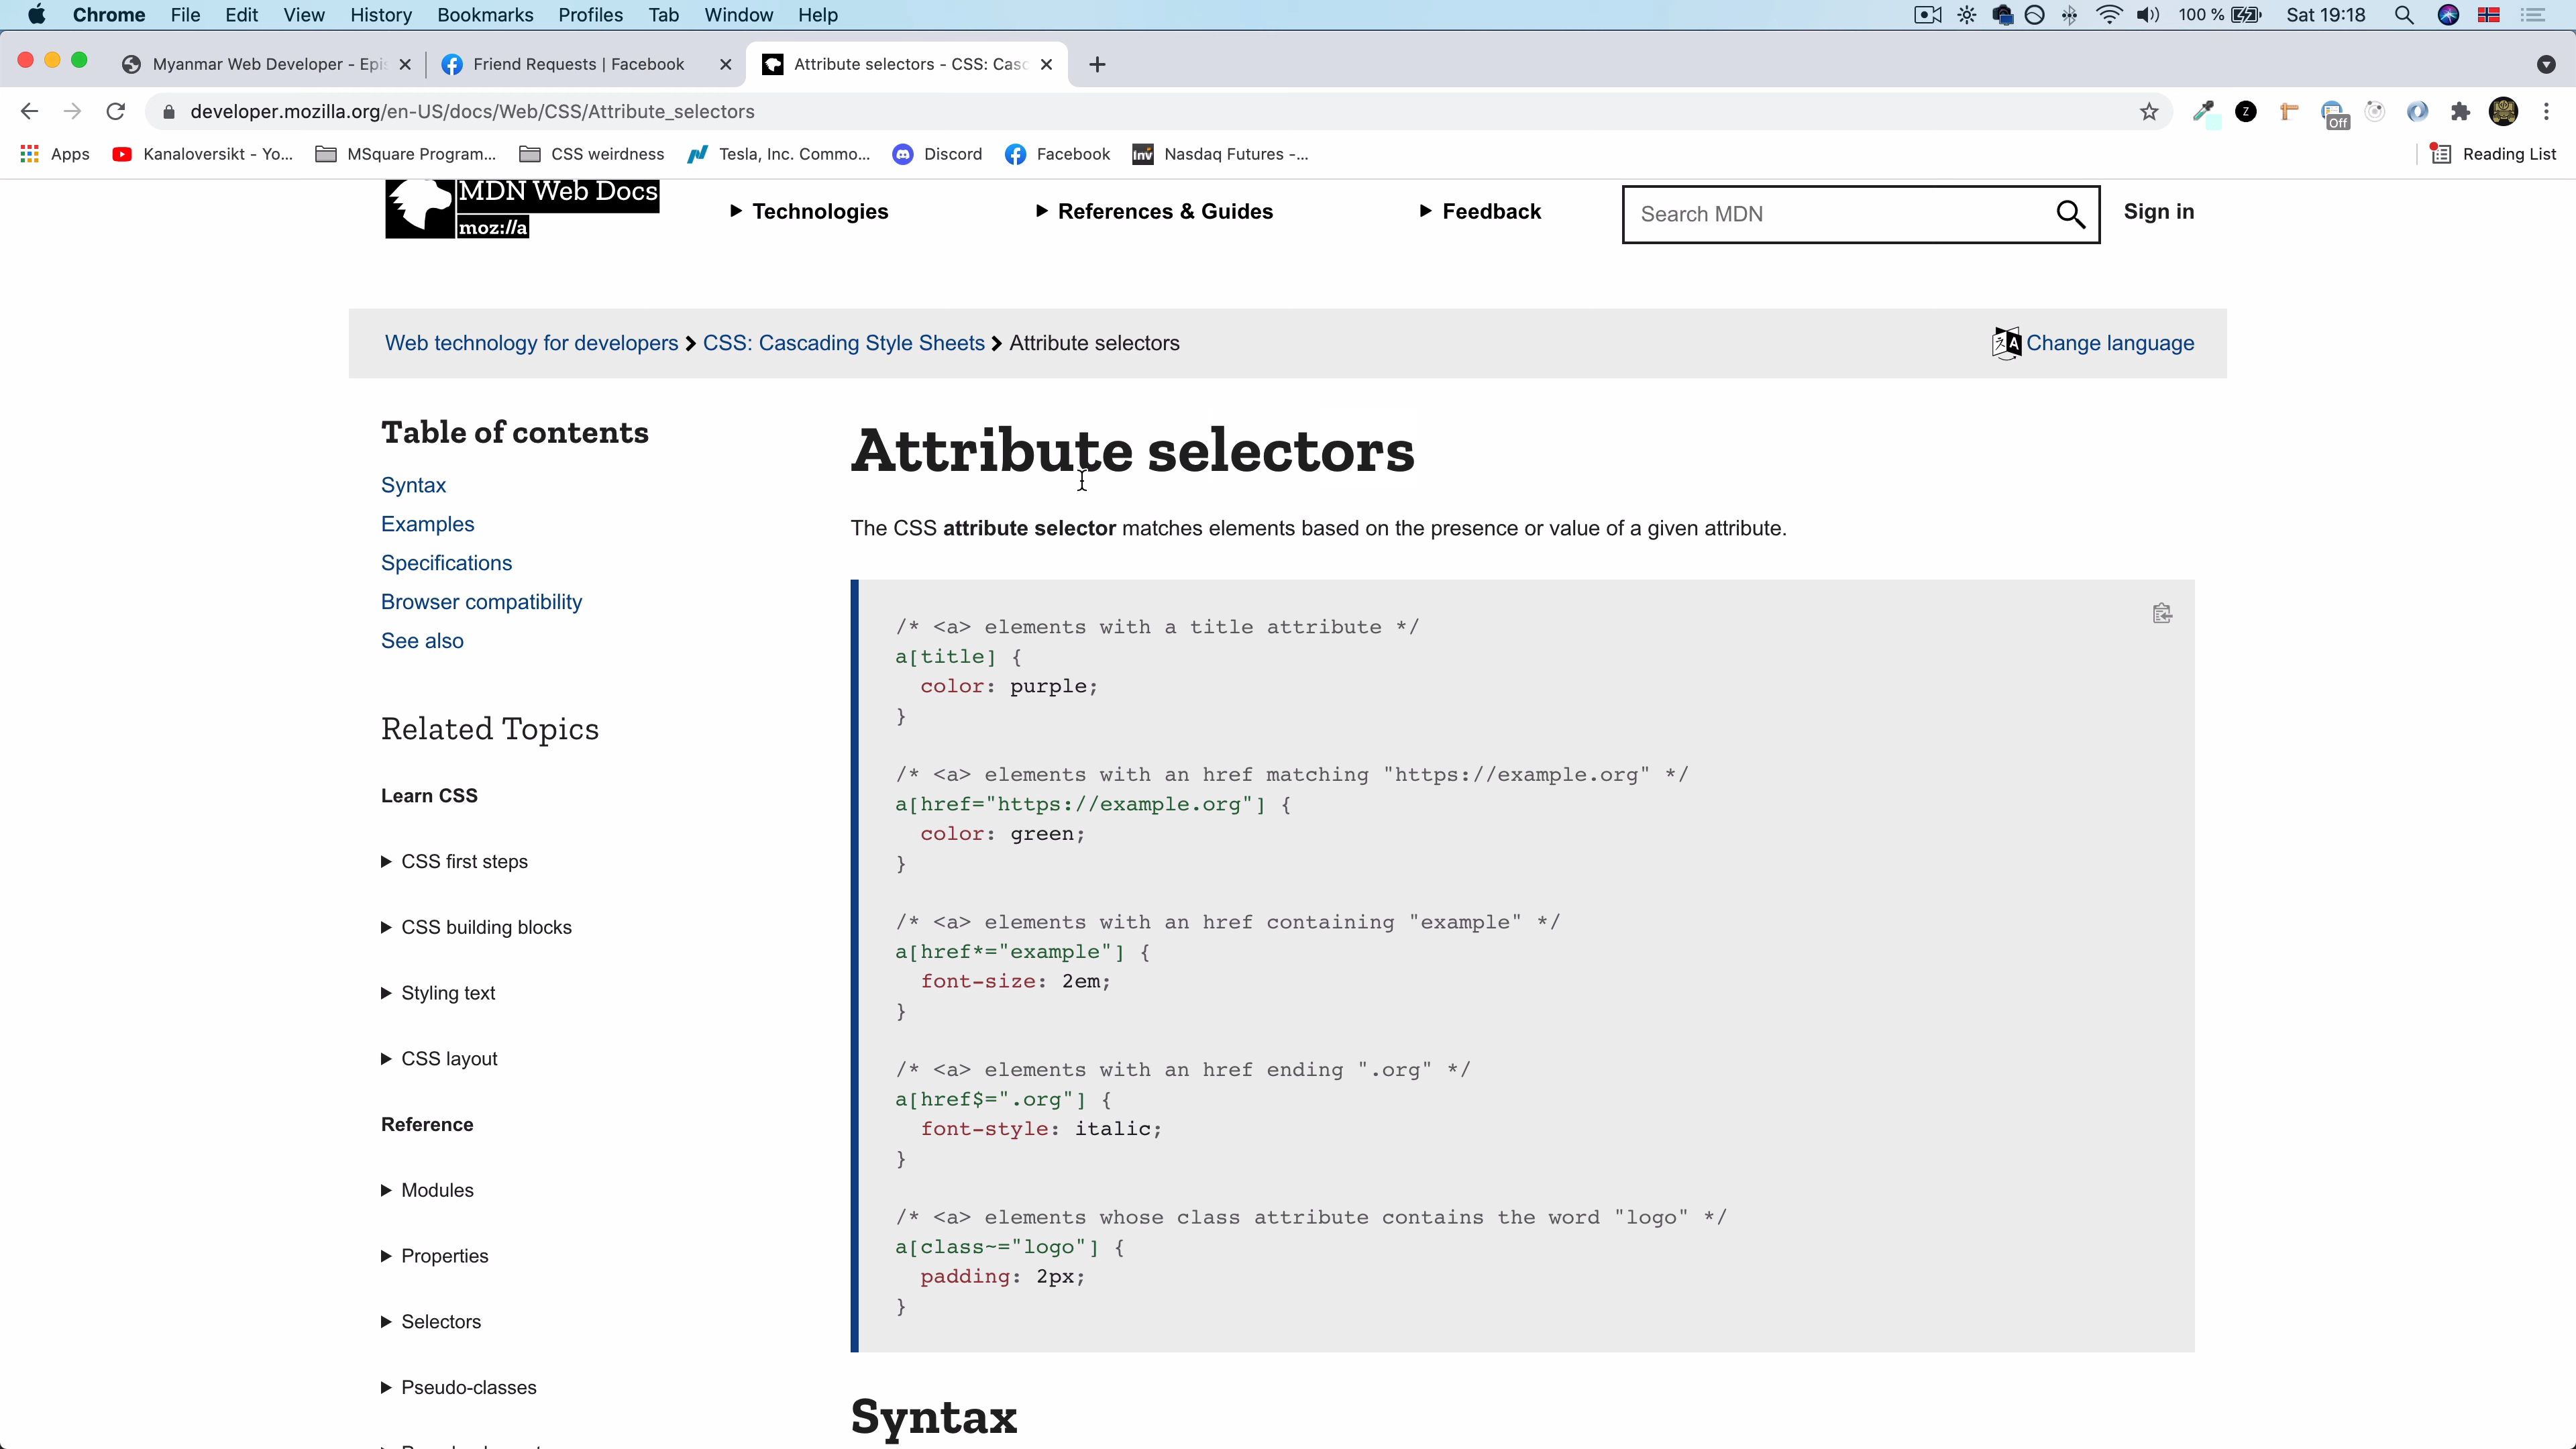 Chrome File Edit View History Bookmarks Profiles Tab Window Help 100 % Sat 19:18
Myanmar Web Developer - Epis Friend Requests | Facebook Attribute selectors - CSS: Casc
developer.mozilla.org/en-US/docs/Web/CSS/Attribute_selectors Z Off
Apps Kanaloversikt - Yo... MSquare Program... CSS weirdness Tesla, Inc. Commo... Discord Facebook Inv Nasdaq Futures -... Reading List
MDN Web Docs
moz://a
Technologies References & Guides Feedback Search MDN Sign in
Web technology for developers CSS: Cascading Style Sheets Attribute selectors Change language
Table of contents
Syntax
Examples
Specifications
Browser compatibility
See also
Related Topics
Learn CSS
CSS first steps
CSS building blocks
Styling text
CSS layout
Reference
Modules
Properties
Selectors
Pseudo-classes
Attribute selectors
The CSS attribute selector matches elements based on the presence or value of a given attribute.
/* <a> elements with a title attribute */
a[title] {
  color: purple;
}
/* <a> elements with an href matching "https://example.org" */
a[href="https://example.org"] {
  color: green;
}
/* <a> elements with an href containing "example" */
a[href*="example"] {
  font-size: 2em;
}
/* <a> elements with an href ending ".org" */
a[href$=".org"] {
  font-style: italic;
}
/* <a> elements whose class attribute contains the word "logo" */
a[class~="logo"] {
  padding: 2px;
}
Syntax